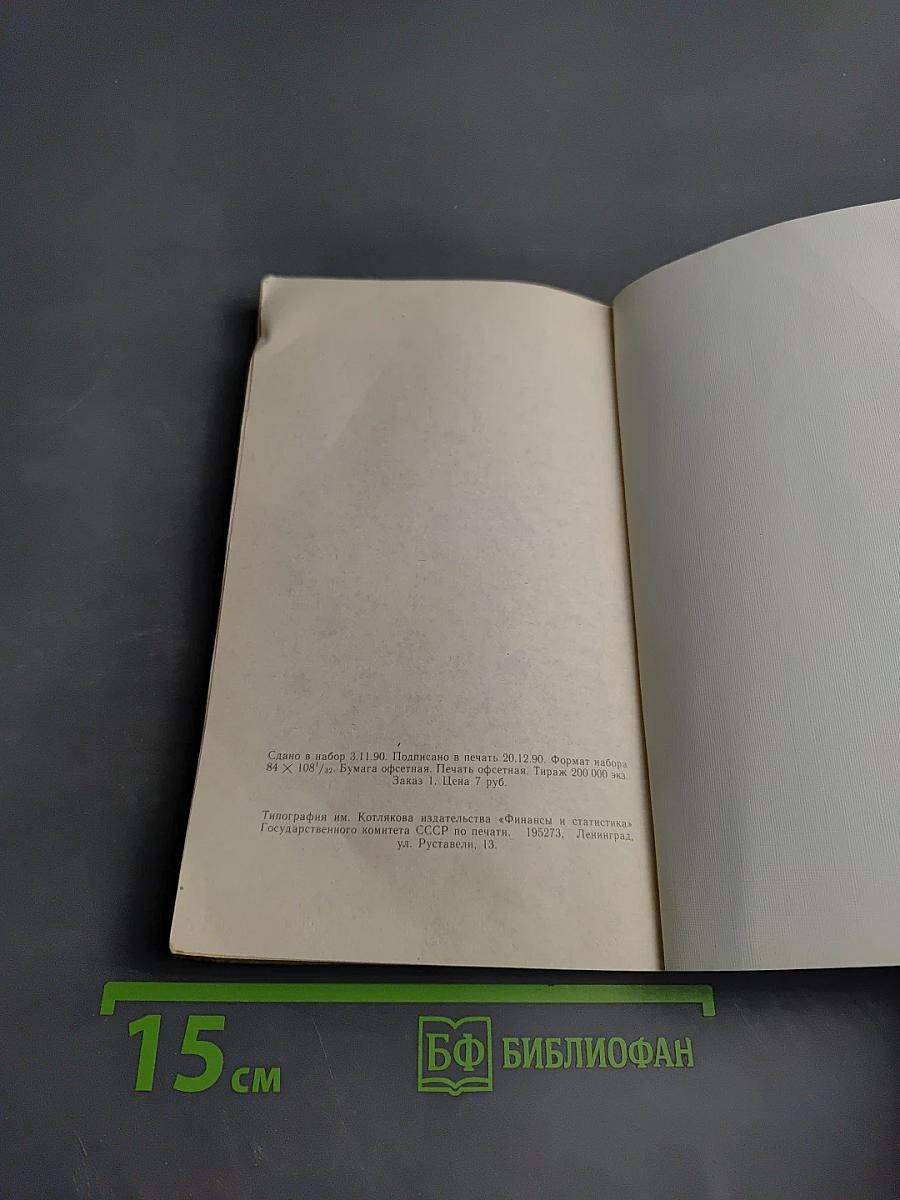 Сдано в набор 3.11.90. Подписано в печать 20.12.90. Формат набора
84 × 108¹/₃₂. Бумага офсетная. Печать офсетная. Тираж 200 000 экз.
Заказ 1. Цена 7 руб.
Типография им. Котлякова издательства «Финансы и статистика»
Государственного комитета СССР по печати. 195273, Ленинград,
ул. Руставели, 13.
15 см
БФ БИБЛИОФАН